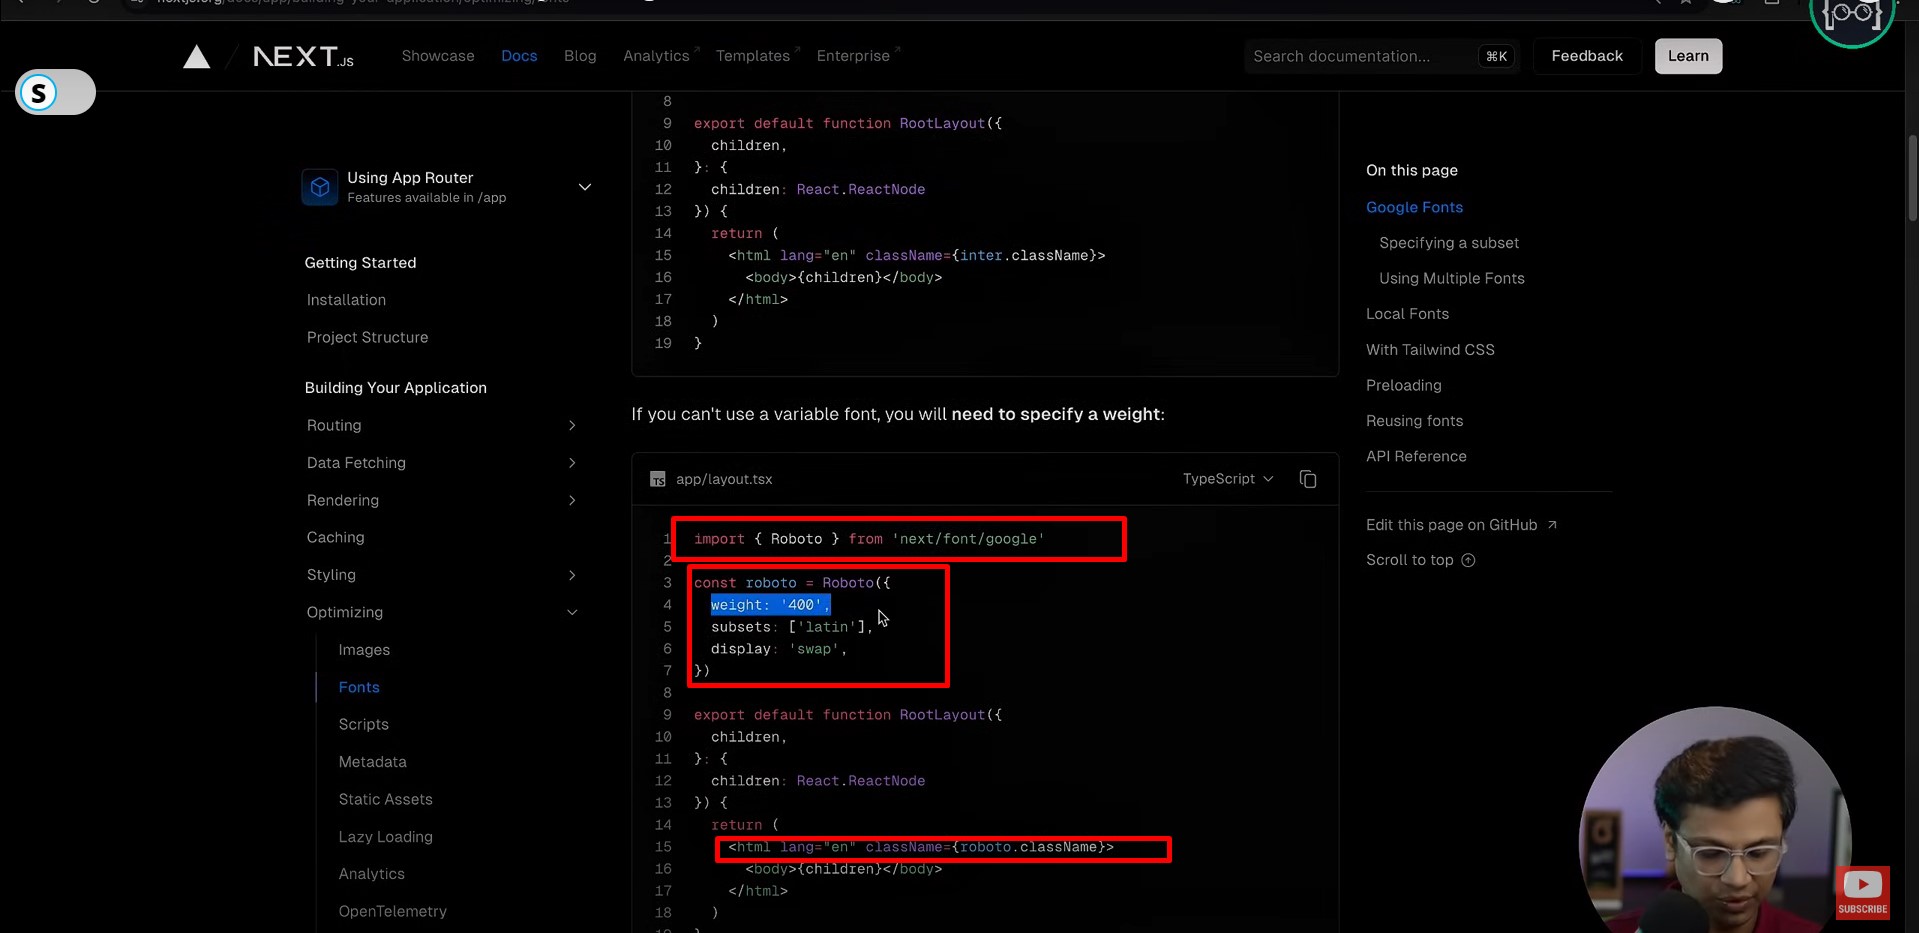 NEXT.JS
Showcase
Docs
Blog
Analytics
Templates
Enterprise
Search documentation...
⌘K
Feedback
Learn
S
Using App Router
Features available in /app
Getting Started
Installation
Project Structure
Building Your Application
Routing
Data Fetching
Rendering
Caching
Styling
Optimizing
Images
Fonts
Scripts
Metadata
Static Assets
Lazy Loading
Analytics
OpenTelemetry
8
9 export default function RootLayout({
10 children,
11 }: {
12 children: React.ReactNode
13 }) {
14 return (
15 <html lang="en" className={inter.className}>
16 <body>{children}</body>
17 </html>
18 )
19 }
If you can't use a variable font, you will need to specify a weight:
TS app/layout.tsx
TypeScript
1 import { Roboto } from 'next/font/google'
2
3 const roboto = Roboto({
4 weight: '400',
5 subsets: ['latin'],
6 display: 'swap',
7 })
8
9 export default function RootLayout({
10 children,
11 }: {
12 children: React.ReactNode
13 }) {
14 return (
15 <html lang="en" className={roboto.className}>
16 <body>{children}</body>
17 </html>
18 )
On this page
Google Fonts
Specifying a subset
Using Multiple Fonts
Local Fonts
With Tailwind CSS
Preloading
Reusing fonts
API Reference
Edit this page on GitHub
Scroll to top
SUBSCRIBE